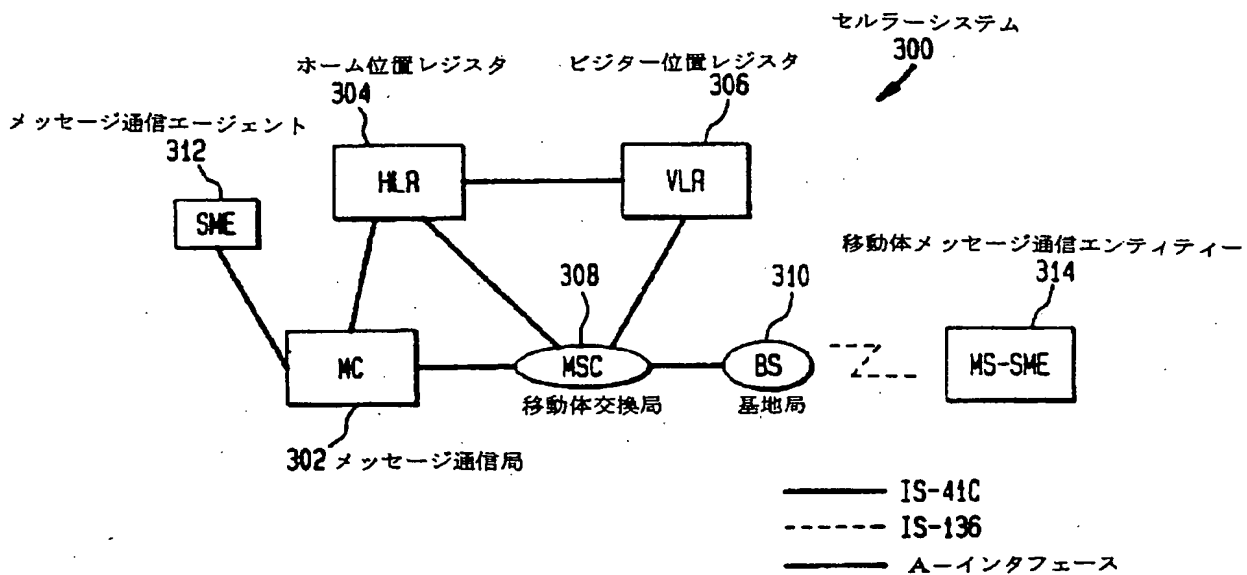 セルラーシステム
300
ホーム位置レジスタ
304
ビジター位置レジスタ
306
メッセージ通信エージェント
312
HLR
VLR
SME
移動体メッセージ通信エンティティー
314
308
310
MC
MSC
BS
MS-SME
移動体交換局
基地局
302 メッセージ通信局
IS-41C
IS-136
A-インタフェース